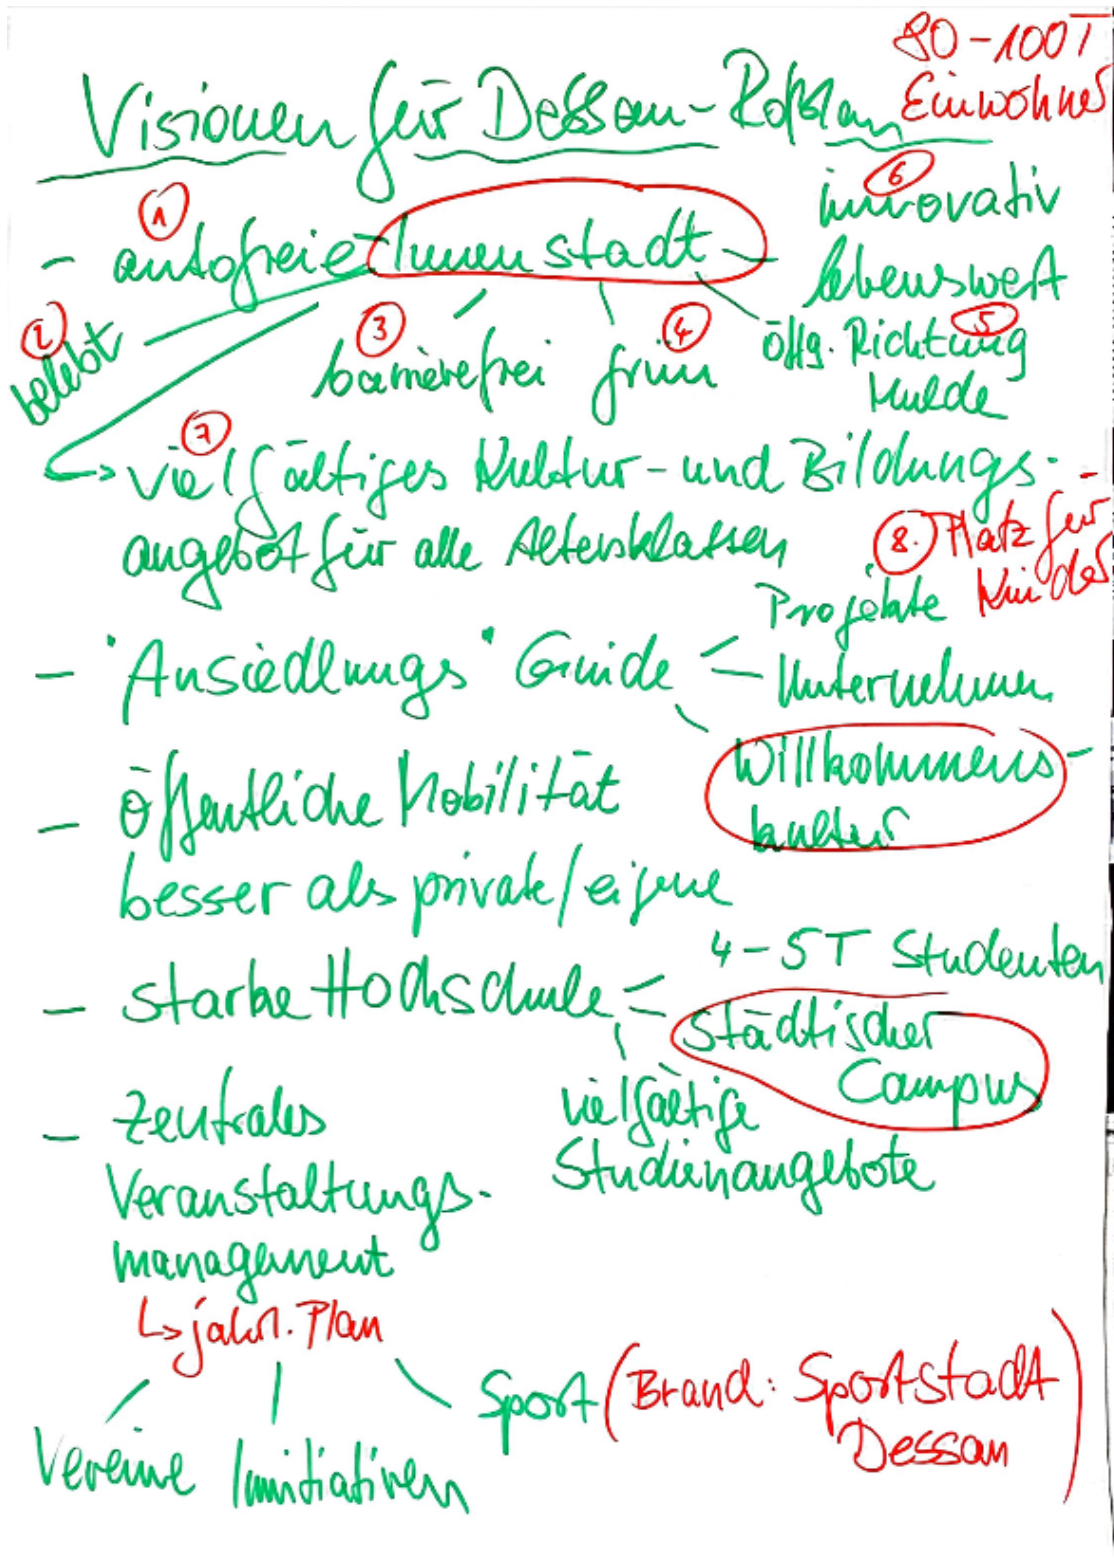 80-100T
Einwohner
Visionen für Dessau-Roßlau
① - autofreie Innenstadt -
⑥ innovativ
lebenswert
② belebt
③ barrierefrei
④ grün
⑤ öffg. Richtung
Mulde
⑦ vielfältiges Kultur- und Bildungs-
angebot für alle Altersklassen
⑧. Platz für
Kinder
- "Ansiedlungs" Guide
Projekte
Unternehmen
Willkommens-
kultur
- öffentliche Mobilität
besser als private/eigene
- starke Hochschule
4-5T Studenten
städtischer
Campus
vielfältige
Studienangebote
- zentrales
Veranstaltungs-
management
↳ jährl. Plan
Vereine
Innitiativen
Sport (Brand: Sportstadt
Dessau)